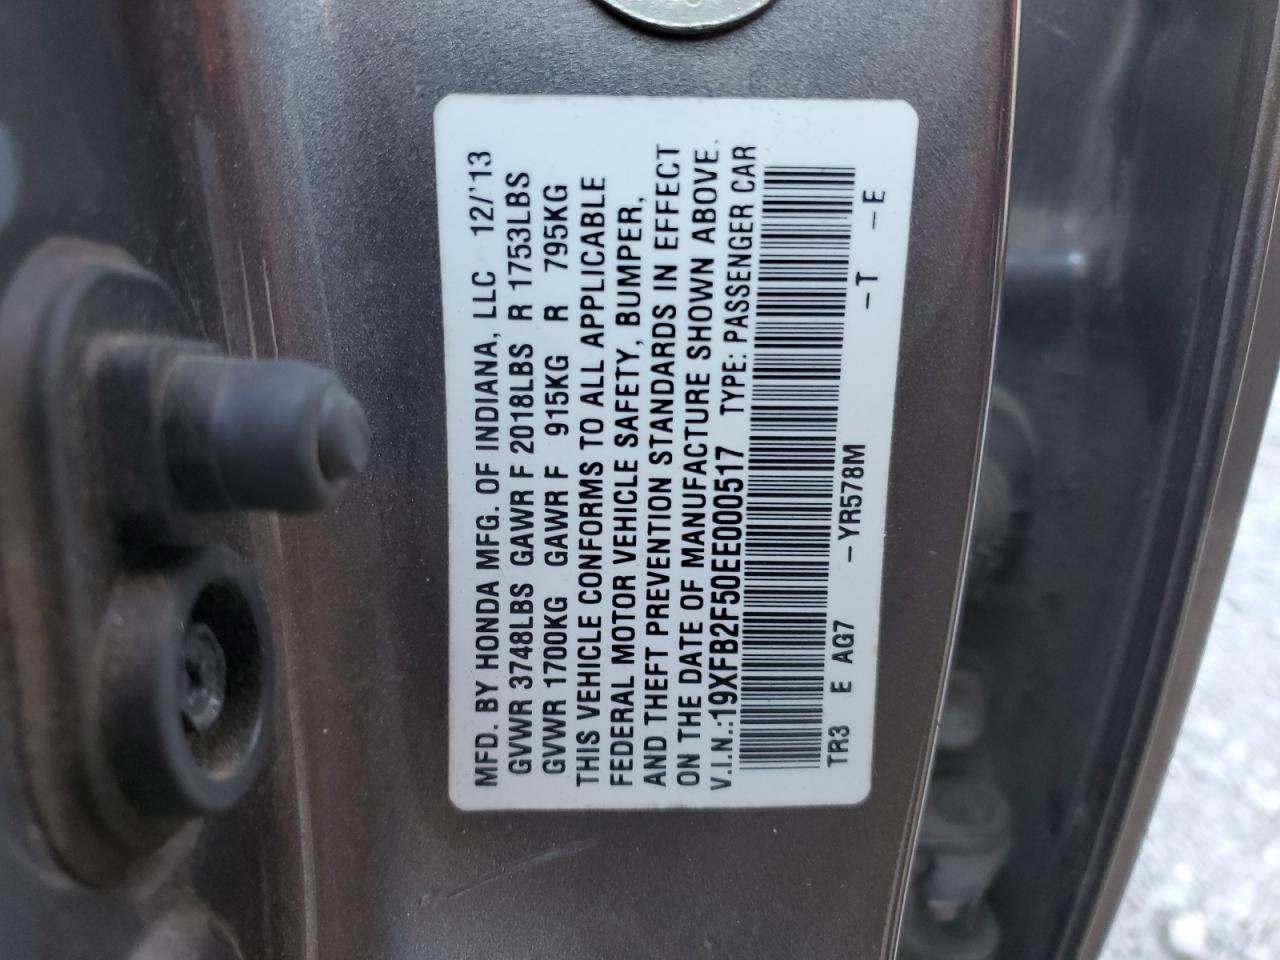 MFD. BY HONDA MFG. OF INDIANA, LLC 12/'13
GVWR 3748LBS GAWR F 2018LBS R 1753LBS
GVWR 1700KG GAWR F 915KG R 795KG
THIS VEHICLE CONFORMS TO ALL APPLICABLE
FEDERAL MOTOR VEHICLE SAFETY, BUMPER,
AND THEFT PREVENTION STANDARDS IN EFFECT
ON THE DATE OF MANUFACTURE SHOWN ABOVE.
V.I.N.:19XFB2F50EE000517 TYPE: PASSENGER CAR
TR3 E AG7 -YR578M -T -E